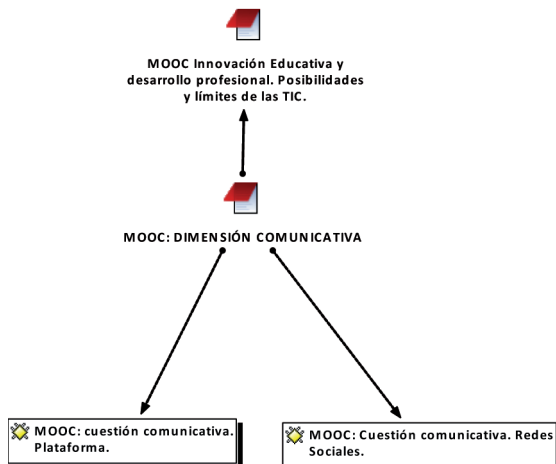 MOOC Innovación Educativa y
desarrollo profesional. Posibilidades
y límites de las TIC.
MOOC: DIMENSIÓN COMUNICATIVA
MOOC: cuestión comunicativa.
Plataforma.
MOOC: Cuestión comunicativa. Redes
Sociales.